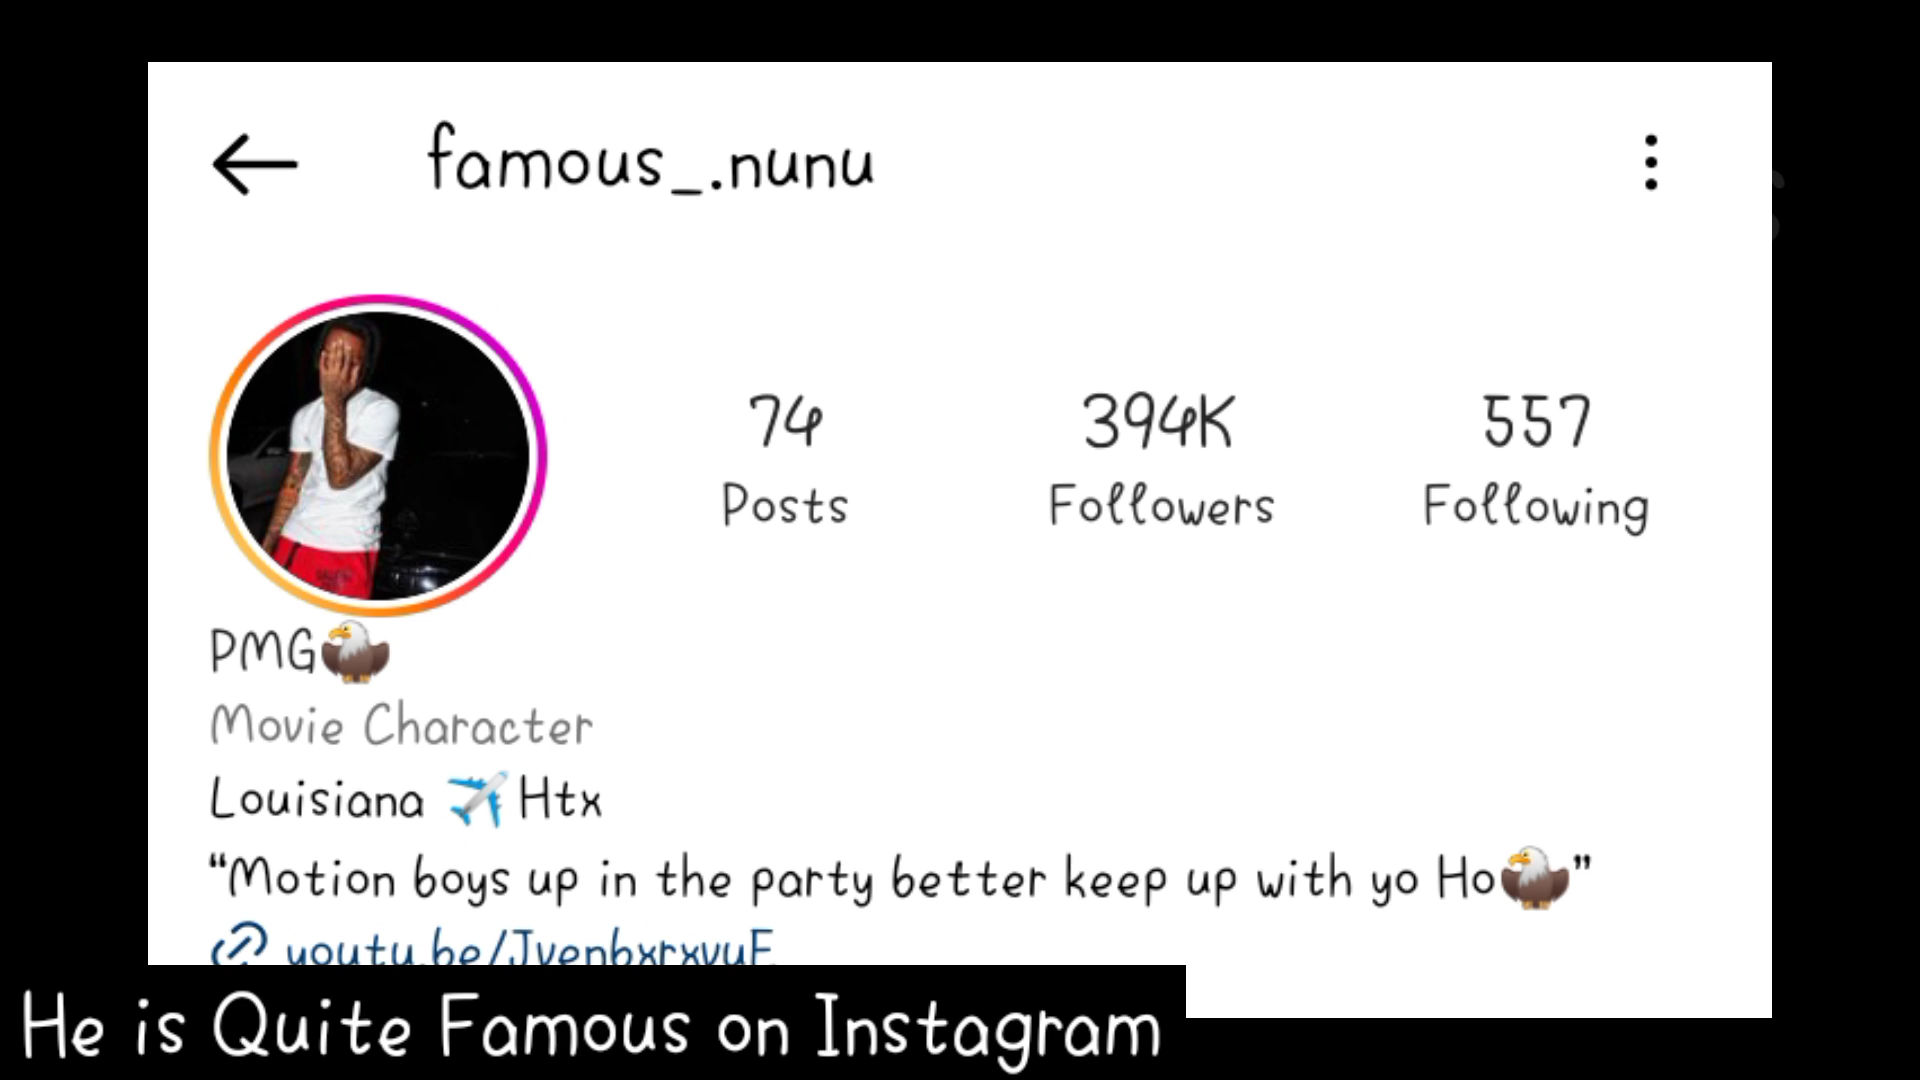 famous_.nunu
74 394K 557
Posts Followers Following
PMG🦅
Movie Character
Louisiana ✈️Htx
“Motion boys up in the party better keep up with yo Ho🦅”
He is Quite Famous on Instagram